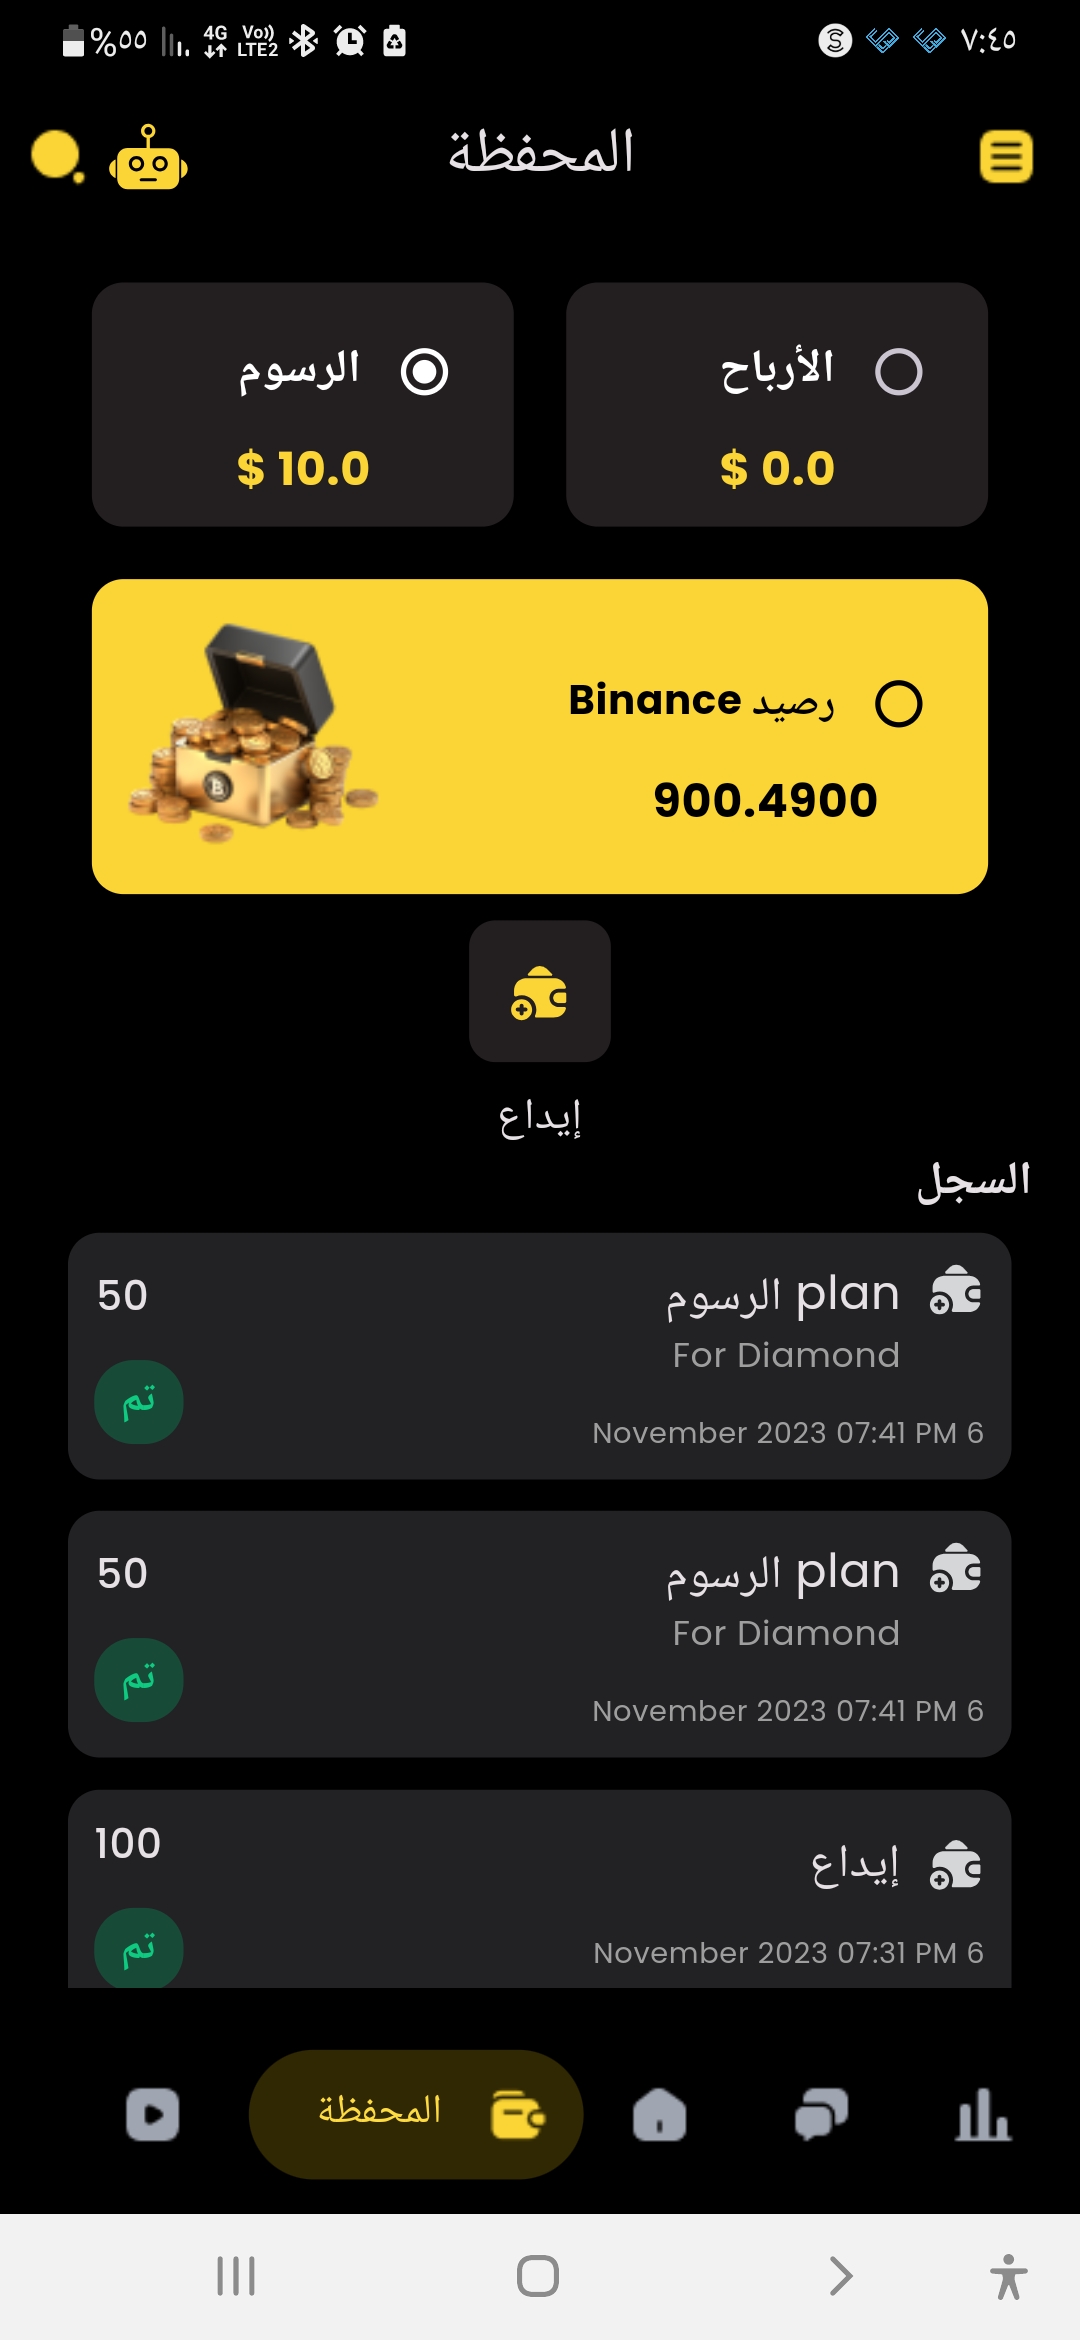 ٧:٤٥
4G
Vo))
LTE2
%٥٥
المحفظة
الأرباح
$ 0.0
الرسوم
$ 10.0
رصيد Binance
900.4900
إيداع
السجل
plan الرسوم
50
For Diamond
تم
November 2023 07:41 PM 6
plan الرسوم
50
For Diamond
تم
November 2023 07:41 PM 6
إيداع
100
تم
November 2023 07:31 PM 6
المحفظة